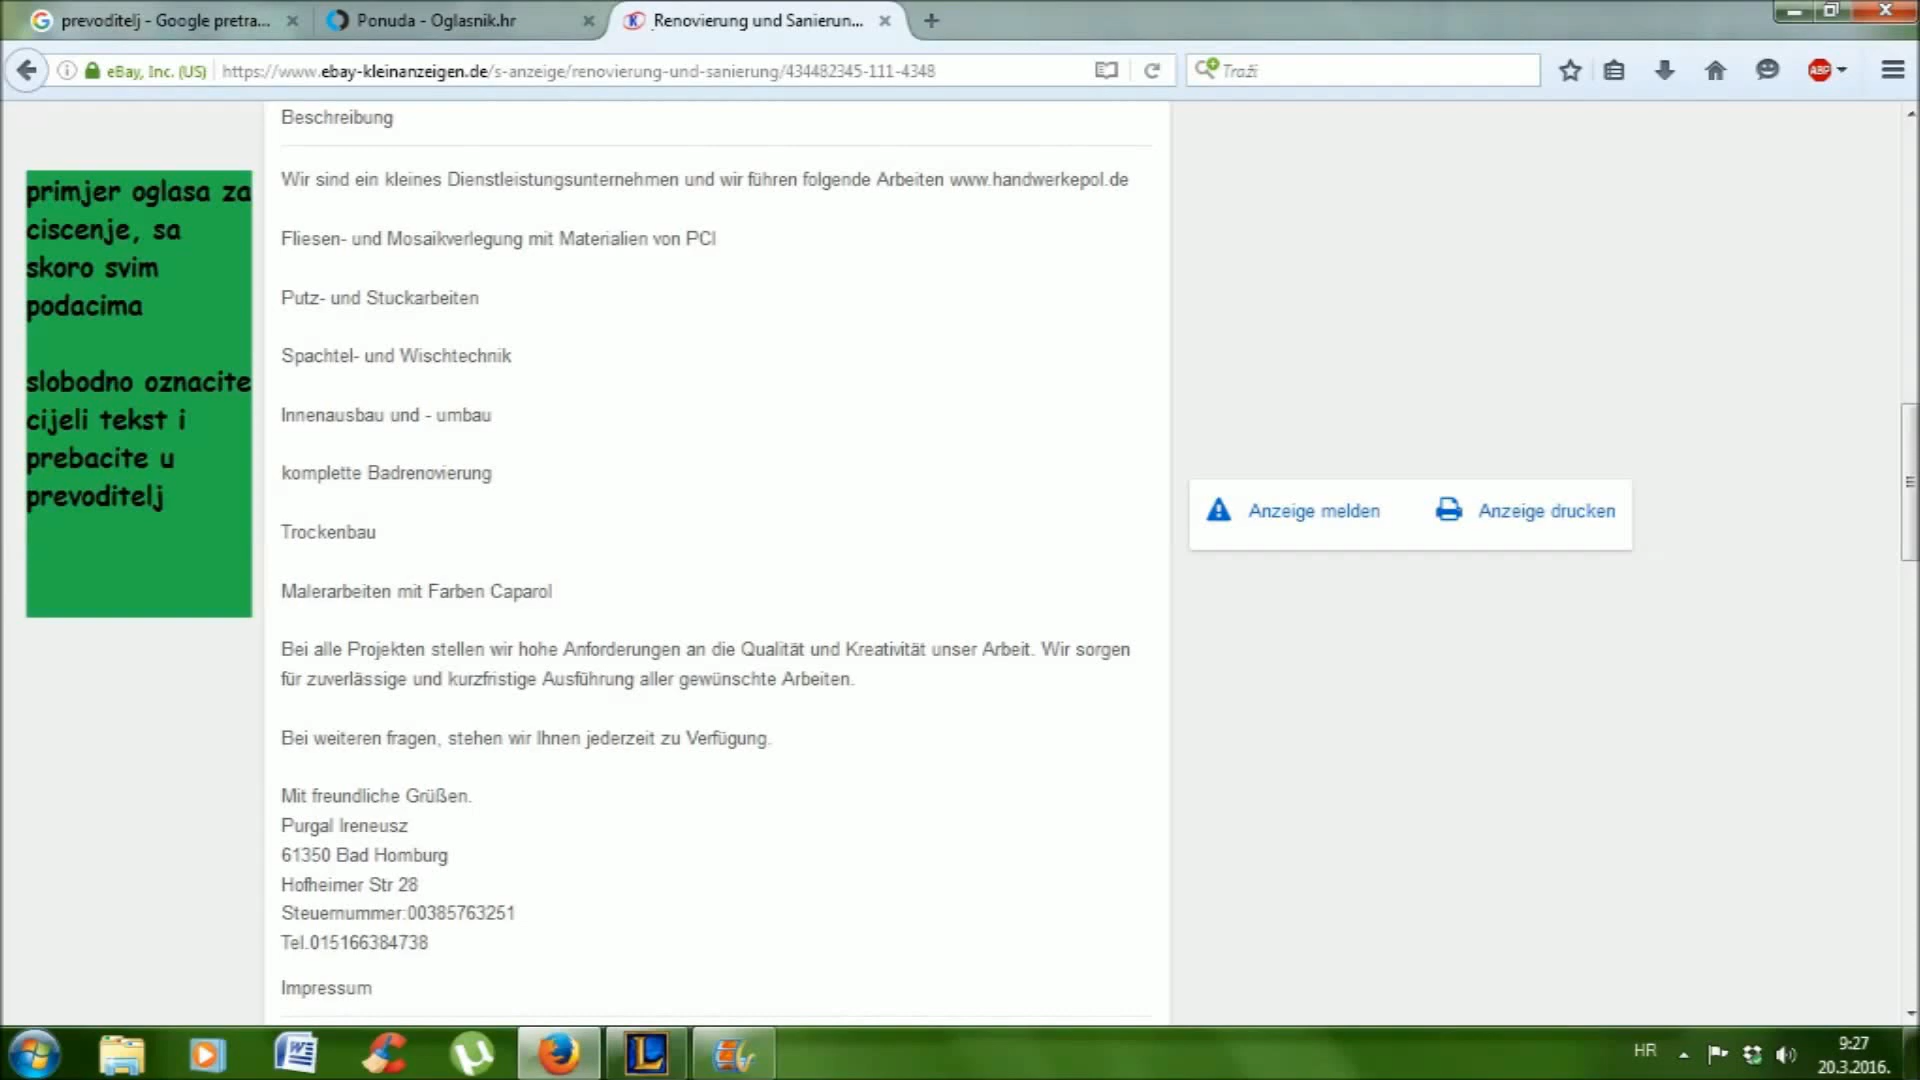 prevoditelj - Google pretra...
Ponuda - Oglasnik.hr
Renovierung und Sanierun...
eBay, Inc. (US)
https://www.ebay-kleinanzeigen.de/s-anzeige/renovierung-und-sanierung/434482345-111-4348
Traži
ABP
Beschreibung
primjer oglasa za
ciscenje, sa
skoro svim
podacima
slobodno oznacite
cijeli tekst i
prebacite u
prevoditelj
Wir sind ein kleines Dienstleistungsunternehmen und wir führen folgende Arbeiten www.handwerkepol.de
Fliesen- und Mosaikverlegung mit Materialien von PCI
Putz- und Stuckarbeiten
Spachtel- und Wischtechnik
Innenausbau und - umbau
komplette Badrenovierung
Trockenbau
Malerarbeiten mit Farben Caparol
Bei alle Projekten stellen wir hohe Anforderungen an die Qualität und Kreativität unser Arbeit. Wir sorgen
für zuverlässige und kurzfristige Ausführung aller gewünschte Arbeiten.
Bei weiteren fragen, stehen wir Ihnen jederzeit zu Verfügung.
Mit freundliche Grüßen.
Purgal Ireneusz
61350 Bad Homburg
Hofheimer Str 28
Steuernummer:00385763251
Tel.015166384738
Impressum
Anzeige melden
Anzeige drucken
HR
9:27
20.3.2016.